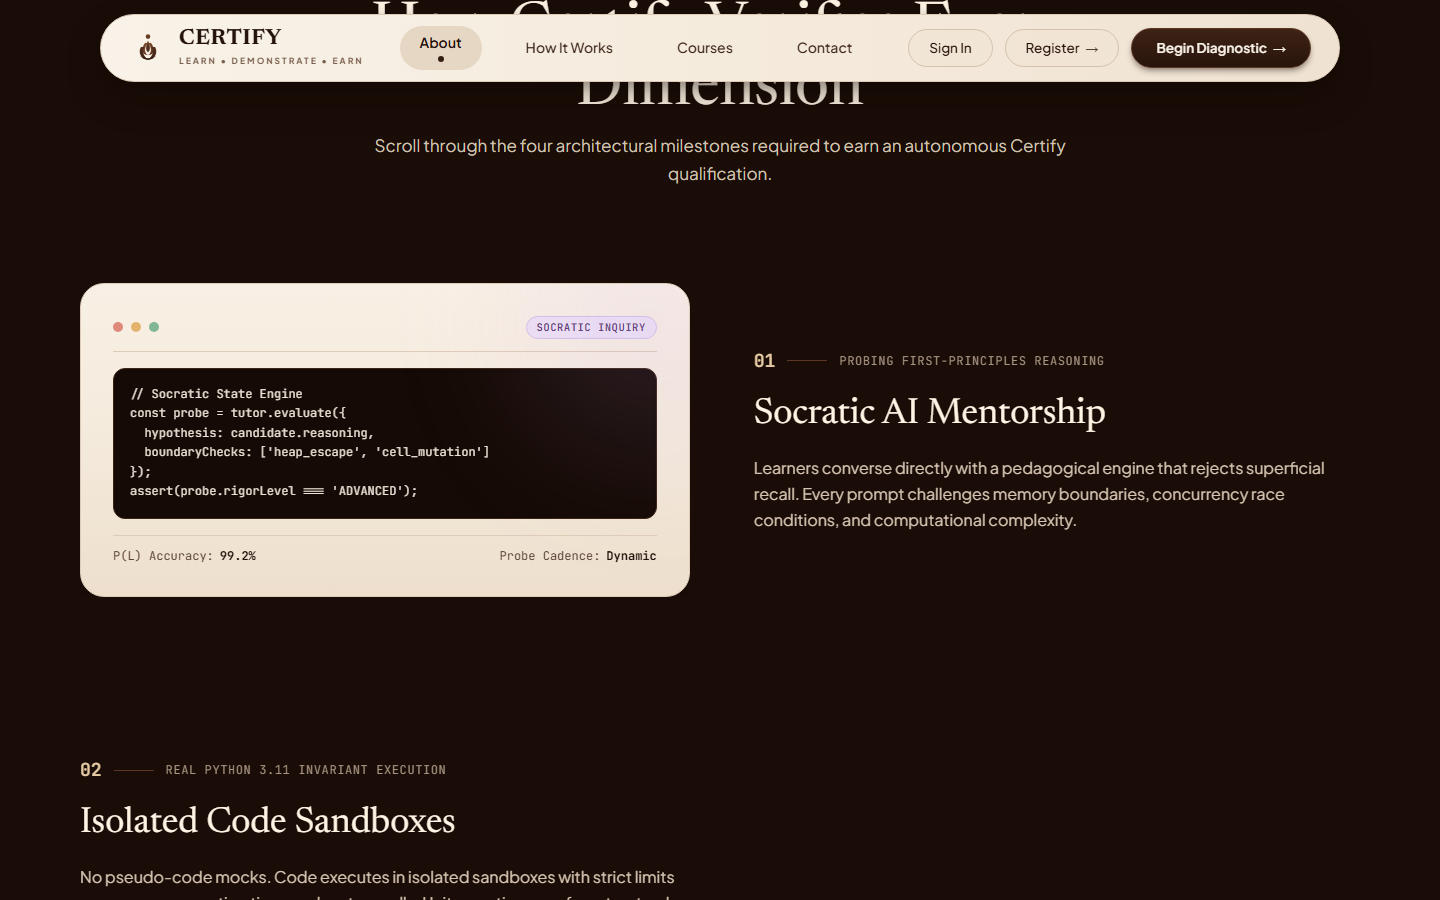 CERTIFY
LEARN • DEMONSTRATE • EARN
About
How It Works
Courses
Contact
Sign In
Register →
Begin Diagnostic →
Dimension
Scroll through the four architectural milestones required to earn an autonomous Certify
qualification.
SOCRATIC INQUIRY
// Socratic State Engine
const probe = tutor.evaluate({
hypothesis: candidate.reasoning,
boundaryChecks: ['heap_escape', 'cell_mutation']
});
assert(probe.rigorLevel === 'ADVANCED');
P(L) Accuracy: 99.2%
Probe Cadence: Dynamic
01 PROBING FIRST-PRINCIPLES REASONING
Socratic AI Mentorship
Learners converse directly with a pedagogical engine that rejects superficial
recall. Every prompt challenges memory boundaries, concurrency race
conditions, and computational complexity.
02 REAL PYTHON 3.11 INVARIANT EXECUTION
Isolated Code Sandboxes
No pseudo-code mocks. Code executes in isolated sandboxes with strict limits